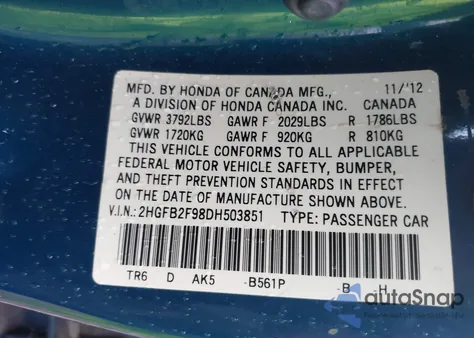 MFD. BY HONDA OF CANADA MFG., 11/'12
A DIVISION OF HONDA CANADA INC. CANADA
GVWR 3792LBS GAWR F 2029LBS R 1786LBS
GVWR 1720KG GAWR F 920KG R 810KG
THIS VEHICLE CONFORMS TO ALL APPLICABLE
FEDERAL MOTOR VEHICLE SAFETY, BUMPER,
AND THEFT PREVENTION STANDARDS IN EFFECT
ON THE DATE OF MANUFACTURE SHOWN ABOVE.
V.I.N.: 2HGFB2F98DH503851 TYPE: PASSENGER CAR
TR6 D AK5 -B561P -B -H
autoSnap